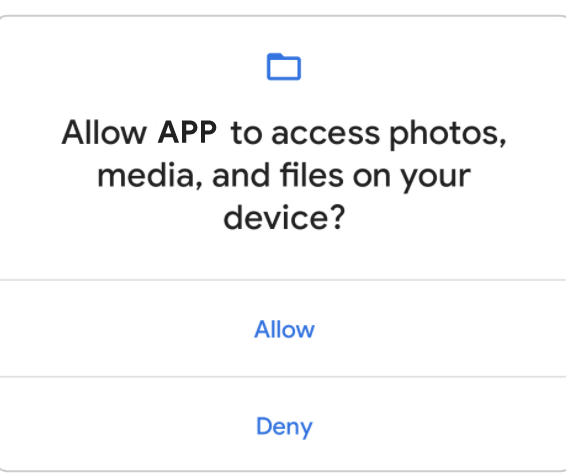 Allow APP to access photos,
media, and files on your
device?
Allow
Deny